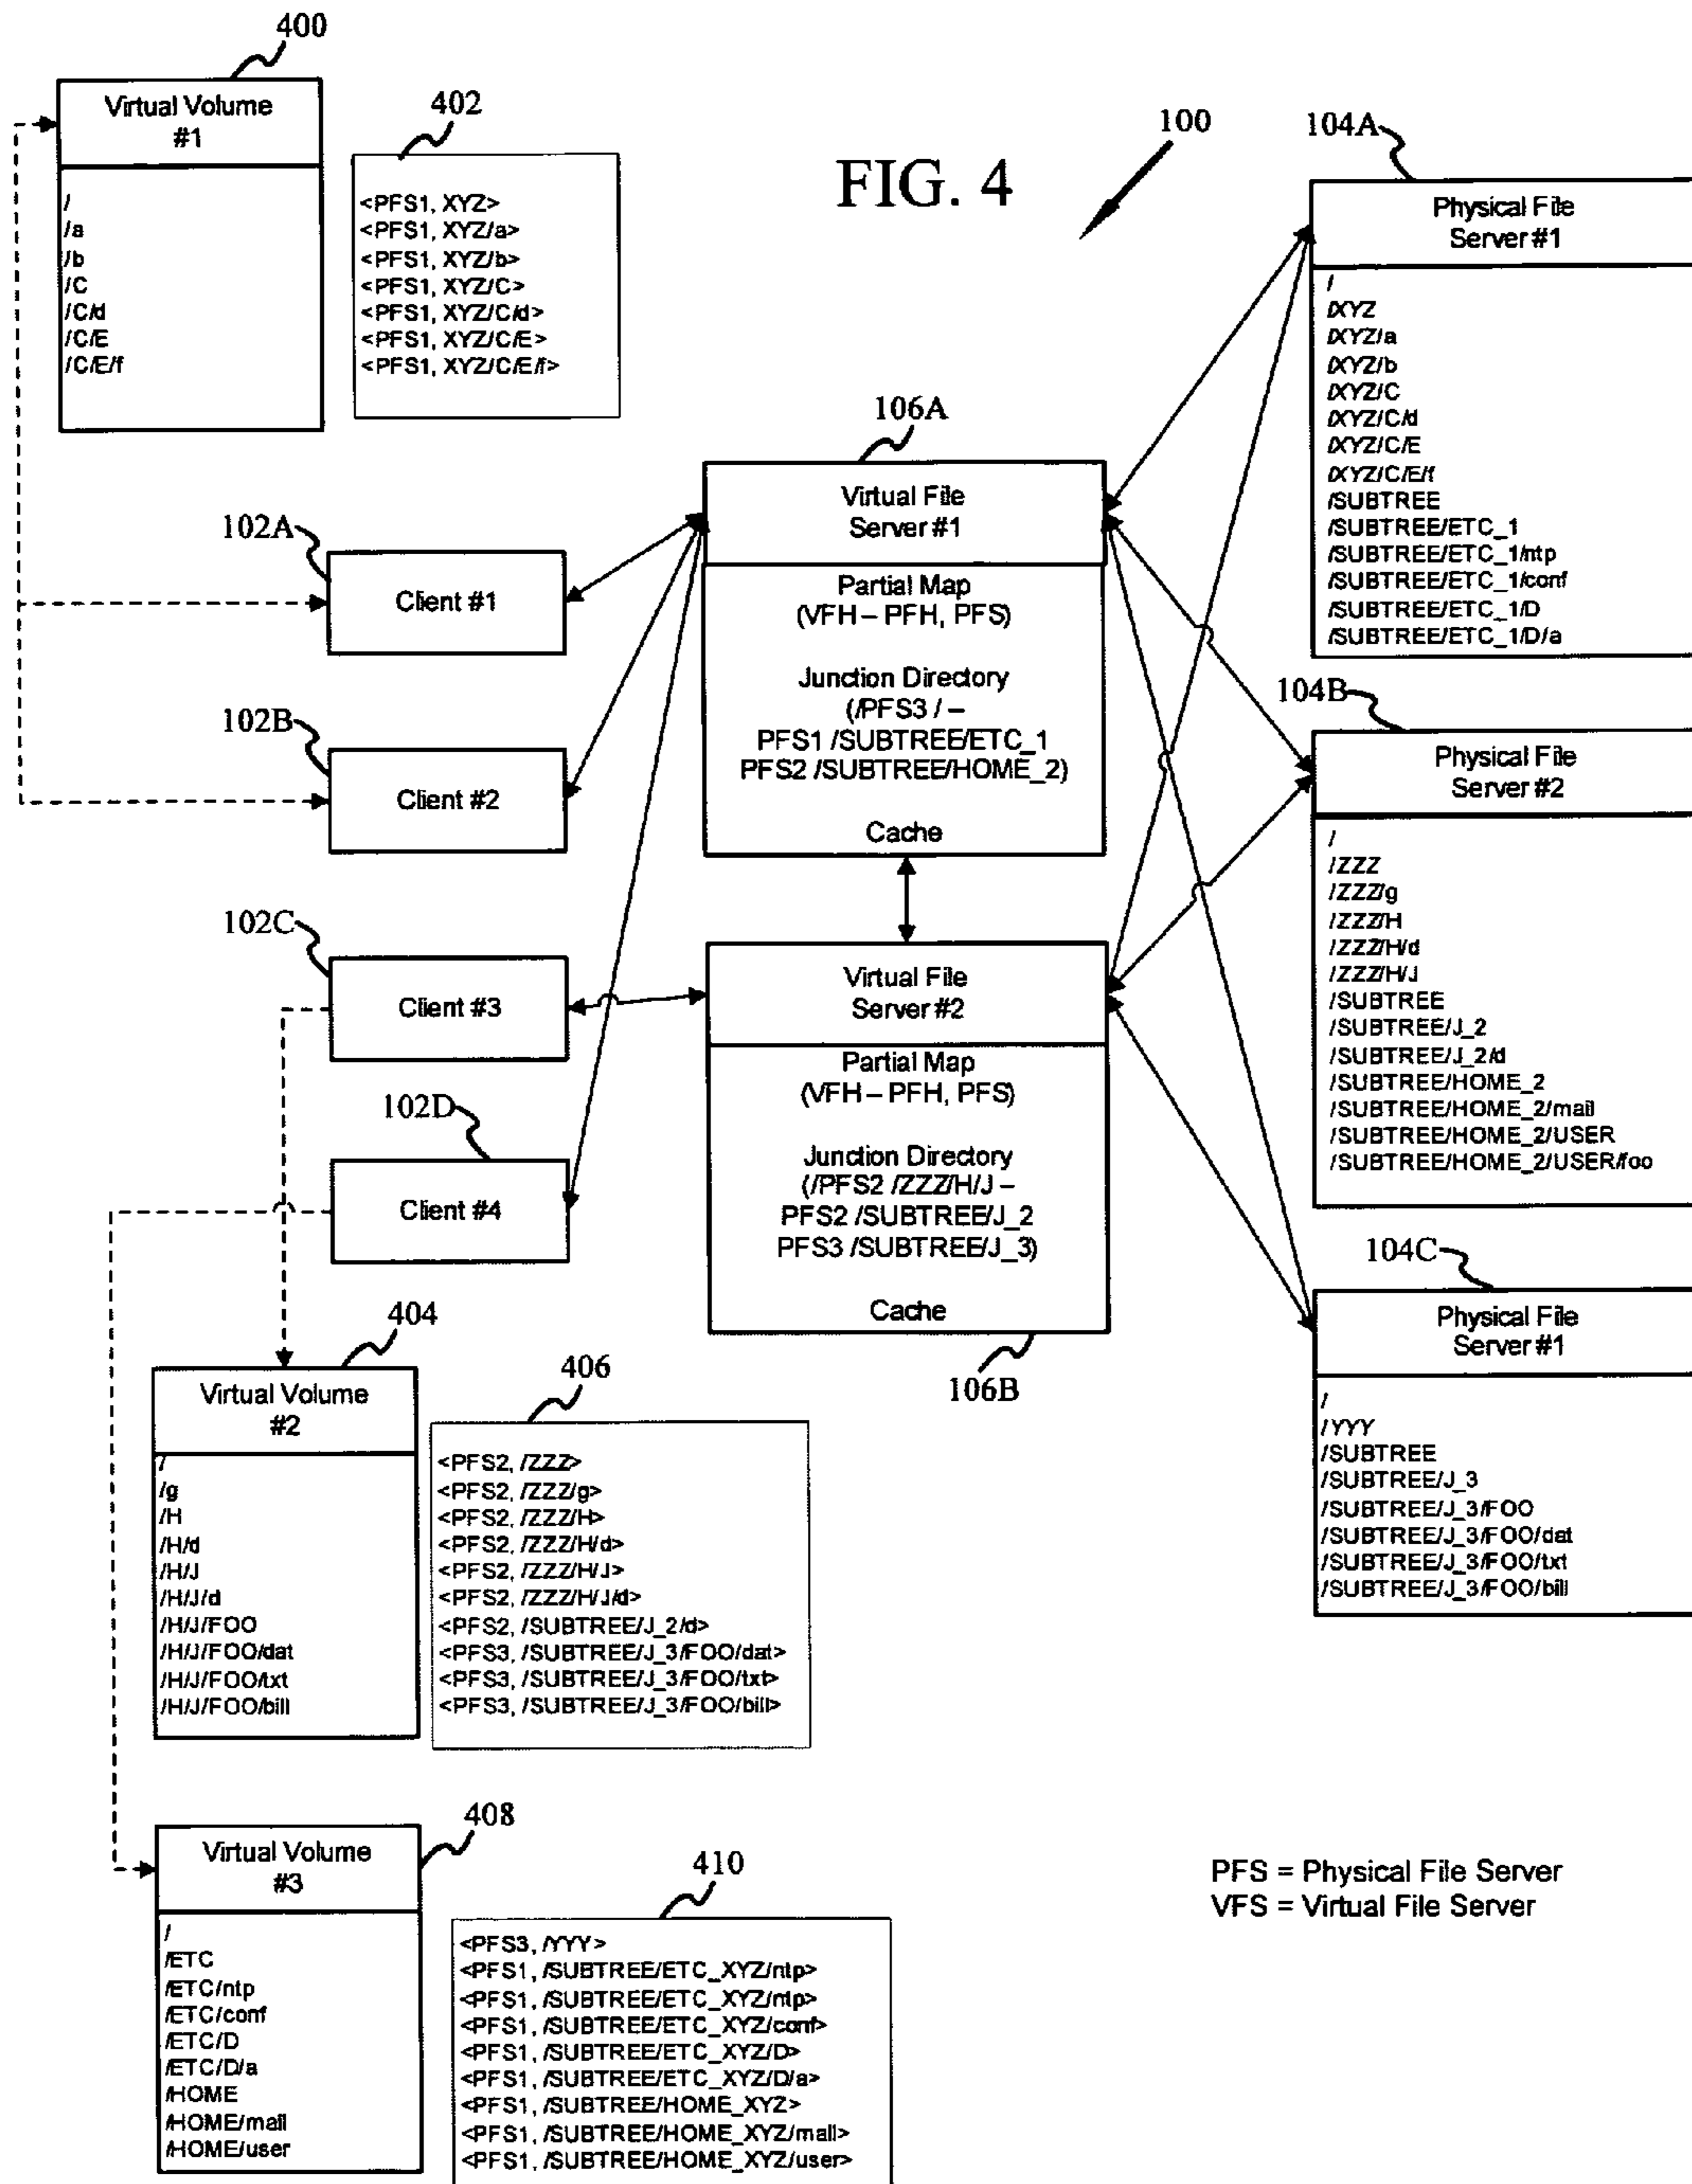 400
Virtual Volume
#1
/
/a
/b
/C
/C/d
/C/E
/C/E/f
402
<PFS1, XYZ>
<PFS1, XYZ/a>
<PFS1, XYZ/b>
<PFS1, XYZ/C>
<PFS1, XYZ/C/d>
<PFS1, XYZ/C/E>
<PFS1, XYZ/C/E/f>
FIG. 4
100
104A
Physical File
Server #1
/
/XYZ
/XYZ/a
/XYZ/b
/XYZ/C
/XYZ/C/d
/XYZ/C/E
/XYZ/C/E/f
/SUBTREE
/SUBTREE/ETC_1
/SUBTREE/ETC_1/ntp
/SUBTREE/ETC_1/conf
/SUBTREE/ETC_1/D
/SUBTREE/ETC_1/D/a
106A
Virtual File
Server #1
Partial Map
(VFH – PFH, PFS)
Junction Directory
(/PFS3 / –
PFS1 /SUBTREE/ETC_1
PFS2 /SUBTREE/HOME_2)
Cache
102A
Client #1
102B
Client #2
102C
Client #3
102D
Client #4
104B
Physical File
Server #2
/
/ZZZ
/ZZZ/g
/ZZZ/H
/ZZZ/H/d
/ZZZ/H/J
/SUBTREE
/SUBTREE/J_2
/SUBTREE/J_2/d
/SUBTREE/HOME_2
/SUBTREE/HOME_2/mail
/SUBTREE/HOME_2/USER
/SUBTREE/HOME_2/USER/foo
Virtual File
Server #2
Partial Map
(VFH – PFH, PFS)
Junction Directory
(/PFS2 /ZZZ/H/J –
PFS2 /SUBTREE/J_2
PFS3 /SUBTREE/J_3)
Cache
106B
104C
Physical File
Server #1
/
/YYY
/SUBTREE
/SUBTREE/J_3
/SUBTREE/J_3/FOO
/SUBTREE/J_3/FOO/dat
/SUBTREE/J_3/FOO/txt
/SUBTREE/J_3/FOO/bill
404
Virtual Volume
#2
/
/g
/H
/H/d
/H/J
/H/J/d
/H/J/FOO
/H/J/FOO/dat
/H/J/FOO/txt
/H/J/FOO/bill
406
<PFS2, /ZZZ>
<PFS2, /ZZZ/g>
<PFS2, /ZZZ/H>
<PFS2, /ZZZ/H/d>
<PFS2, /ZZZ/H/J>
<PFS2, /ZZZ/H/J/d>
<PFS2, /SUBTREE/J_2/d>
<PFS3, /SUBTREE/J_3/FOO/dat>
<PFS3, /SUBTREE/J_3/FOO/txt>
<PFS3, /SUBTREE/J_3/FOO/bill>
408
Virtual Volume
#3
/
/ETC
/ETC/ntp
/ETC/conf
/ETC/D
/ETC/D/a
/HOME
/HOME/mail
/HOME/user
410
<PFS3, /YYY>
<PFS1, /SUBTREE/ETC_XYZ/ntp>
<PFS1, /SUBTREE/ETC_XYZ/ntp>
<PFS1, /SUBTREE/ETC_XYZ/conf>
<PFS1, /SUBTREE/ETC_XYZ/D>
<PFS1, /SUBTREE/ETC_XYZ/D/a>
<PFS1, /SUBTREE/HOME_XYZ>
<PFS1, /SUBTREE/HOME_XYZ/mail>
<PFS1, /SUBTREE/HOME_XYZ/user>
PFS = Physical File Server
VFS = Virtual File Server